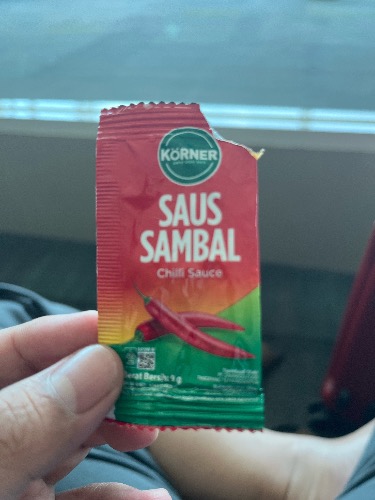 KÖRNER
SAUS
SAMBAL
Chilli Sauce
Berat Bersih: 9 g